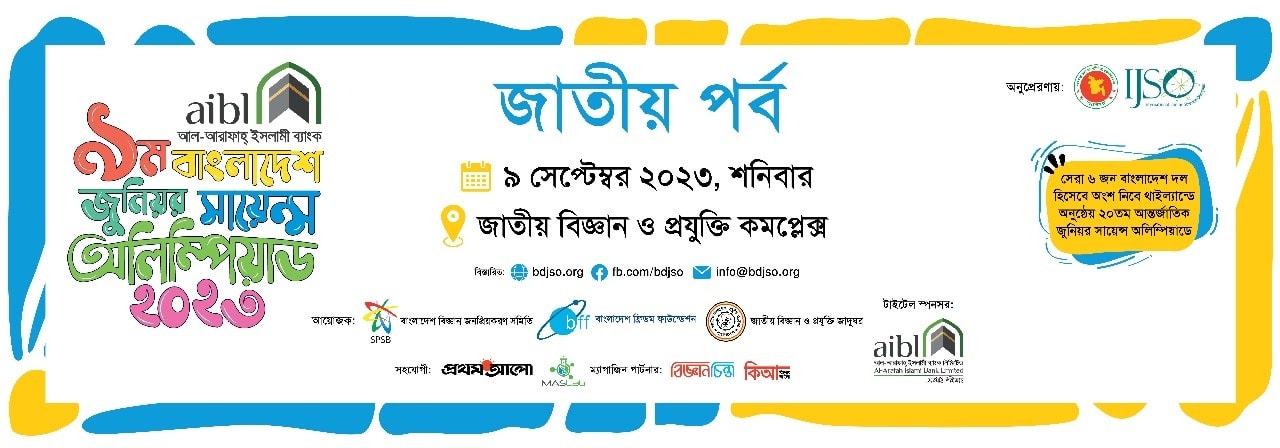 aibl
আল-আরাফাহ্ ইসলামী ব্যাংক
৯ম বাংলাদেশ
জুনিয়র সায়েন্স
অলিম্পিয়াড
২০২৩
জাতীয় পর্ব
৯ সেপ্টেম্বর ২০২৩, শনিবার
জাতীয় বিজ্ঞান ও প্রযুক্তি কমপ্লেক্স
বিস্তারিত: bdjso.org fb.com/bdjso info@bdjso.org
অনুপ্রেরণায়: IJSO
সেরা ৬ জন বাংলাদেশ দল
হিসেবে অংশ নিবে থাইল্যান্ডে
অনুষ্ঠেয় ২০তম আন্তর্জাতিক
জুনিয়র সায়েন্স অলিম্পিয়াডে
আয়োজক: SPSB বাংলাদেশ বিজ্ঞান জনপ্রিয়করণ সমিতি bff বাংলাদেশ ফ্রিডম ফাউন্ডেশন জাতীয় বিজ্ঞান ও প্রযুক্তি জাদুঘর
টাইটেল স্পনসর:
aibl
আল-আরাফাহ্ ইসলামী ব্যাংক লিমিটেড
Al-Arafah Islami Bank Limited
সহযোগী: প্রথম আলো MASLab ম্যাগাজিন পার্টনার: বিজ্ঞানচিন্তা কিআ